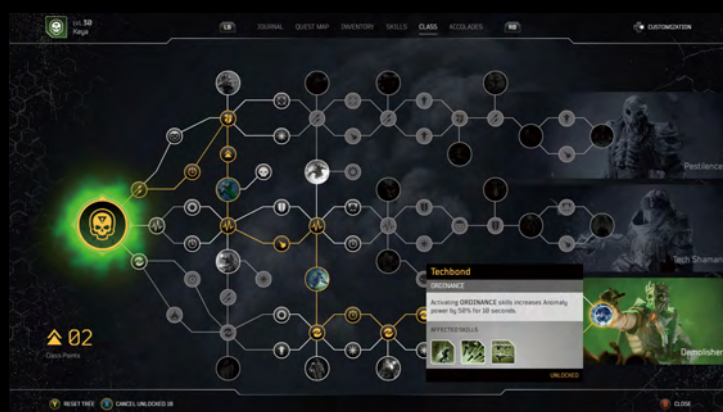 LVL 30
Keya
LB JOURNAL QUEST MAP INVENTORY SKILLS CLASS ACCOLADES RB
CUSTOMIZATION
Pestilence
Tech Shaman
Techbond
ORDINANCE
Activating ORDINANCE skills increases Anomaly
power by 50% for 10 seconds.
AFFECTED SKILLS
UNLOCKED
Demolisher
02
Class Points
Y RESET TREE X CANCEL UNLOCKED 18
B CLOSE